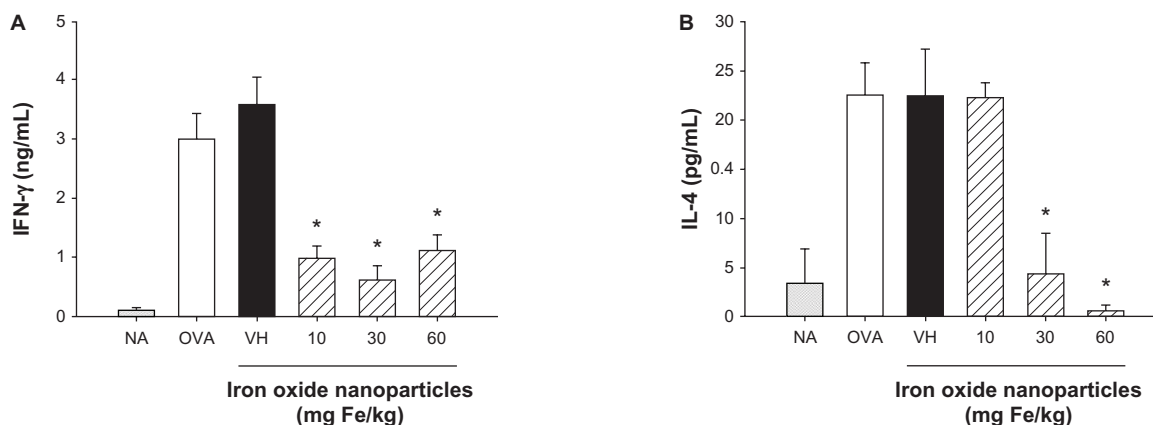 A
IFN-γ (ng/mL)
5
4
3
2
1
0
*
*
*
NA
OVA
VH
10
30
60
Iron oxide nanoparticles
(mg Fe/kg)
B
IL-4 (pg/mL)
30
25
20
0.4
10
5
0
*
*
NA
OVA
VH
10
30
60
Iron oxide nanoparticles
(mg Fe/kg)